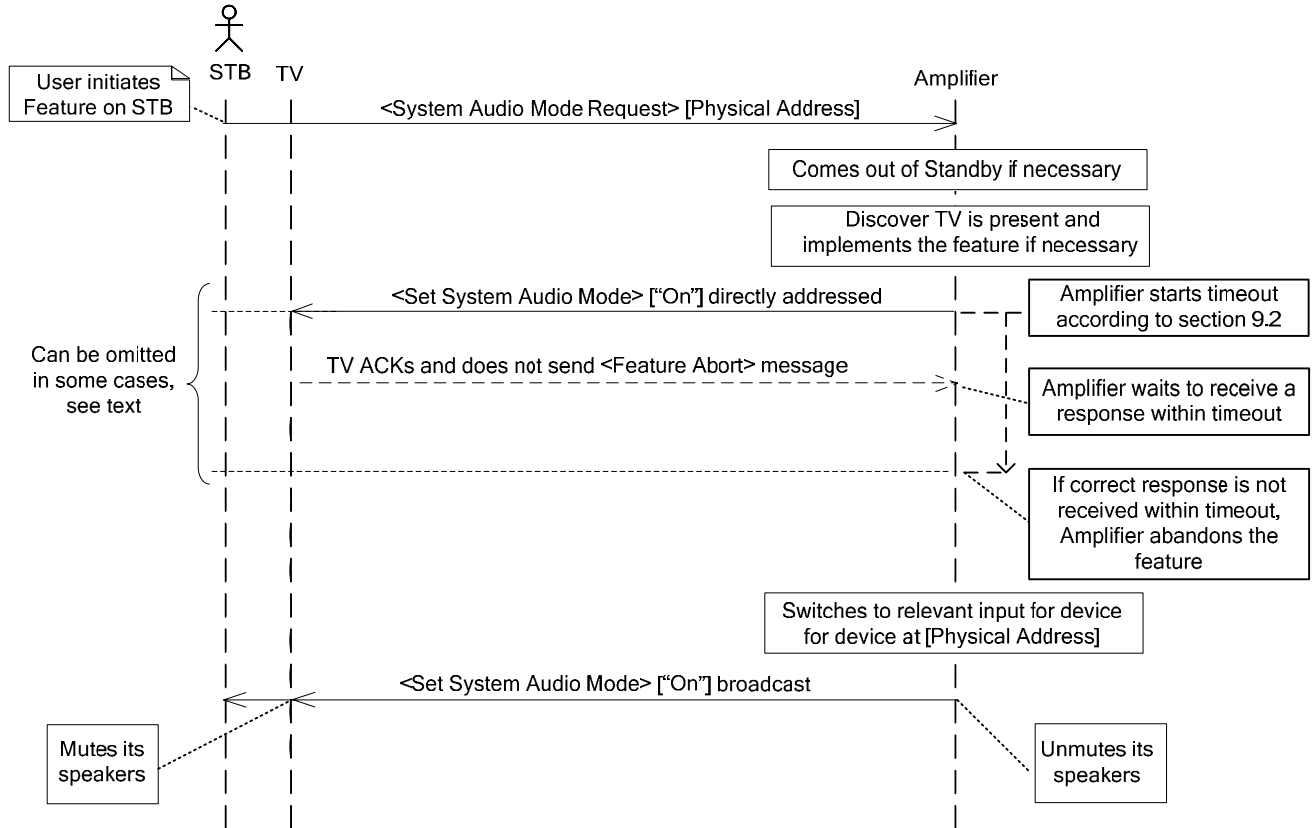 STB
TV
User initiates
Feature on STB
Amplifier
<System Audio Mode Request> [Physical Address]
Comes out of Standby if necessary
Discover TV is present and
implements the feature if necessary
<Set System Audio Mode> [“On”] directly addressed
Amplifier starts timeout
according to section 9.2
Can be omitted
in some cases,
see text
TV ACKs and does not send <Feature Abort> message
Amplifier waits to receive a
response within timeout
If correct response is not
received within timeout,
Amplifier abandons the
feature
Switches to relevant input for device
for device at [Physical Address]
<Set System Audio Mode> [“On”] broadcast
Mutes its
speakers
Unmutes its
speakers